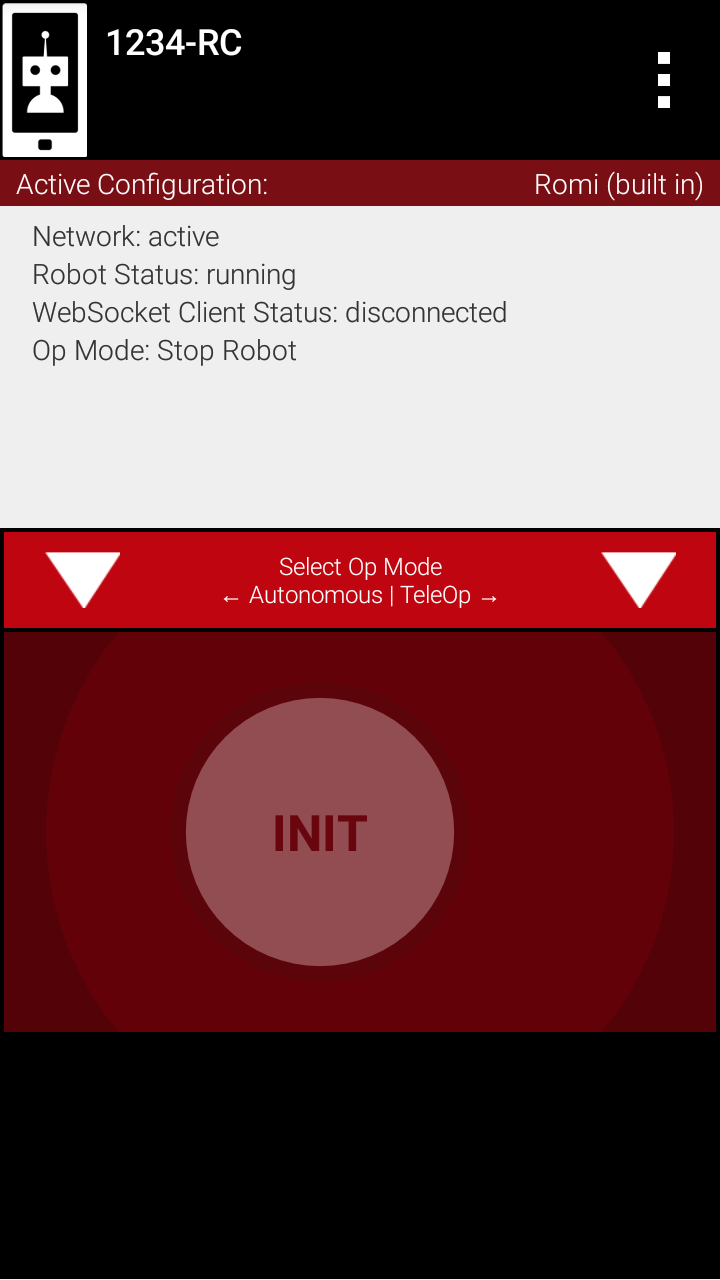 1234-RC
Active Configuration: Romi (built in)
Network: active
Robot Status: running
WebSocket Client Status: disconnected
Op Mode: Stop Robot
Select Op Mode
← Autonomous | TeleOp →
INIT